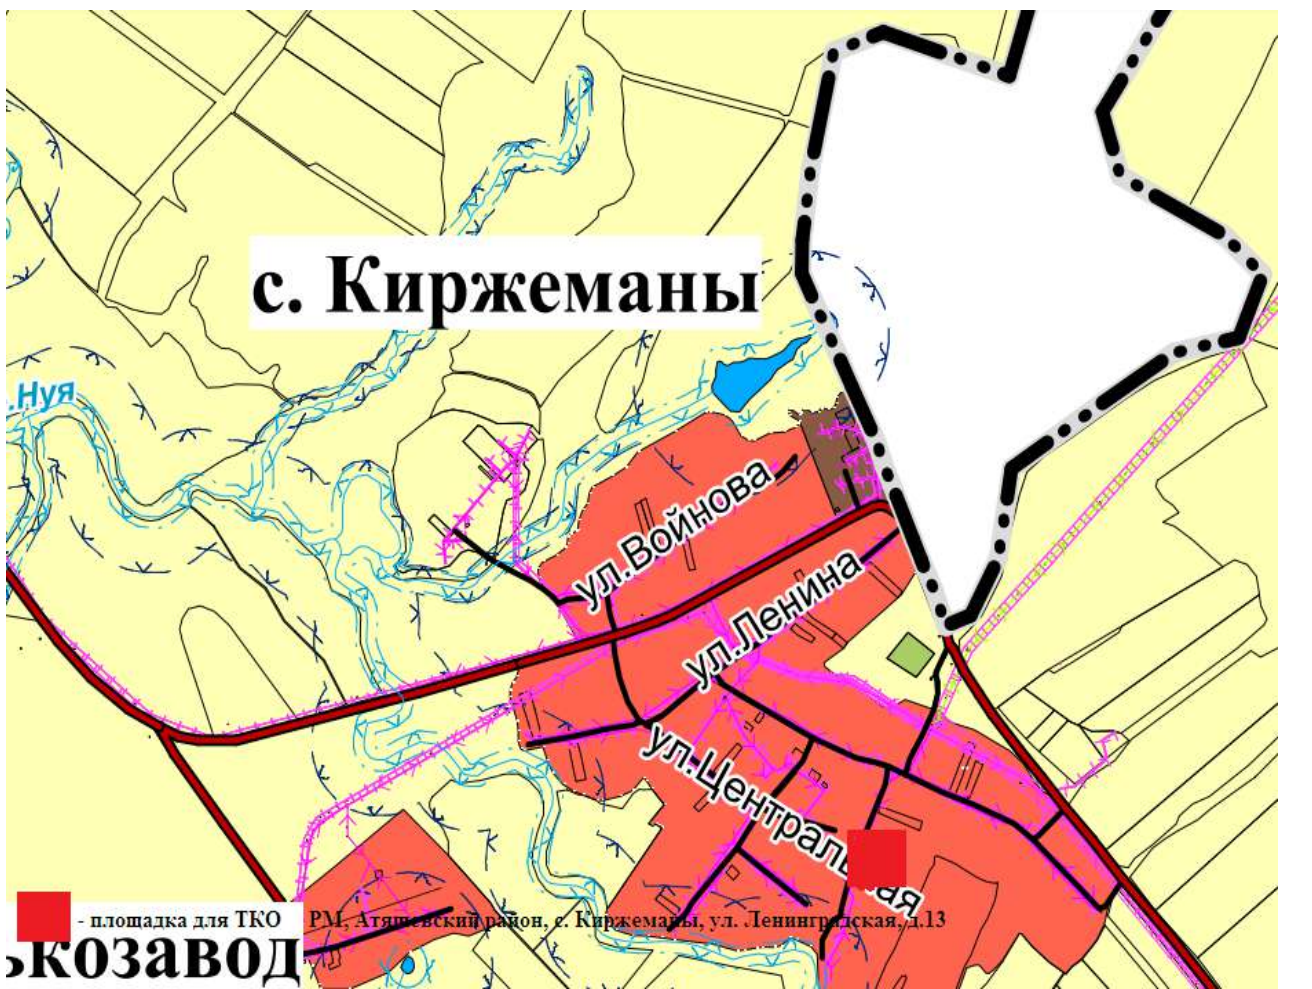 с. Киржеманы
.Нуя
ул.Войнова
ул.Ленина
ул.Центральная
- площадка для ТКО РМ, Атяшевский район, с. Киржеманы, ул. Ленинградская, д.13
ькозавод